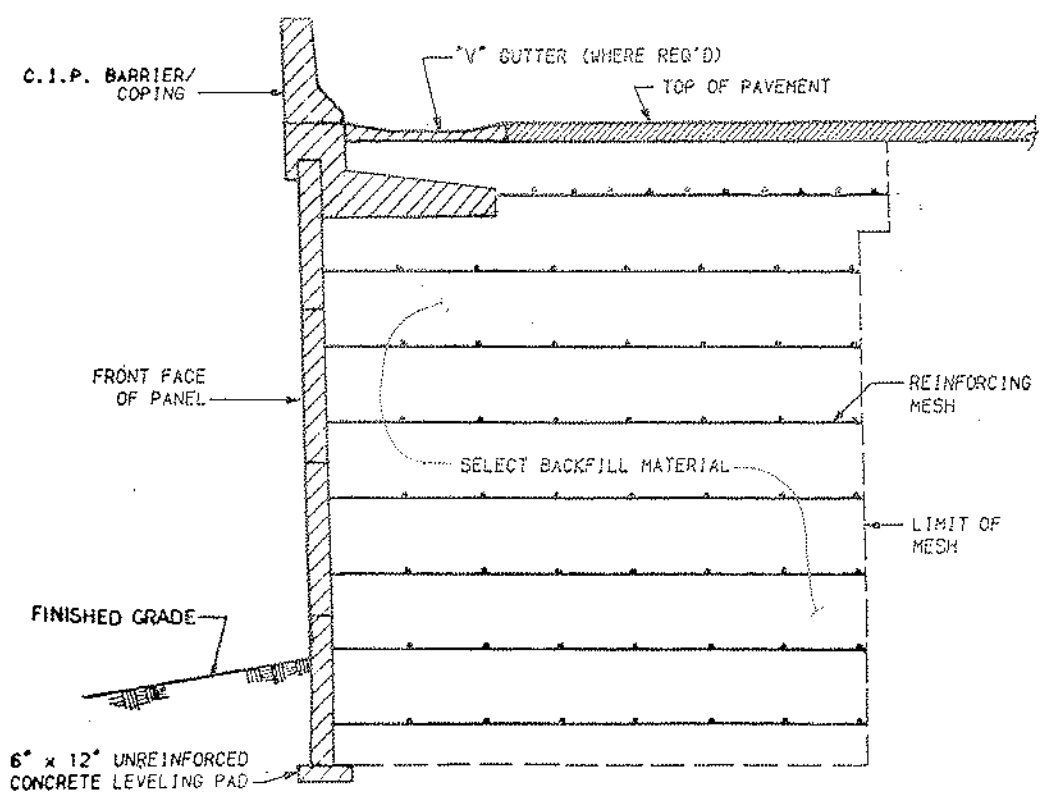 "V" GUTTER (WHERE REQ'D)
C.I.P. BARRIER/
COPING
TOP OF PAVEMENT
FRONT FACE
OF PANEL
REINFORCING
MESH
SELECT BACKFILL MATERIAL
LIMIT OF
MESH
FINISHED GRADE
6" x 12" UNREINFORCED
CONCRETE LEVELING PAD